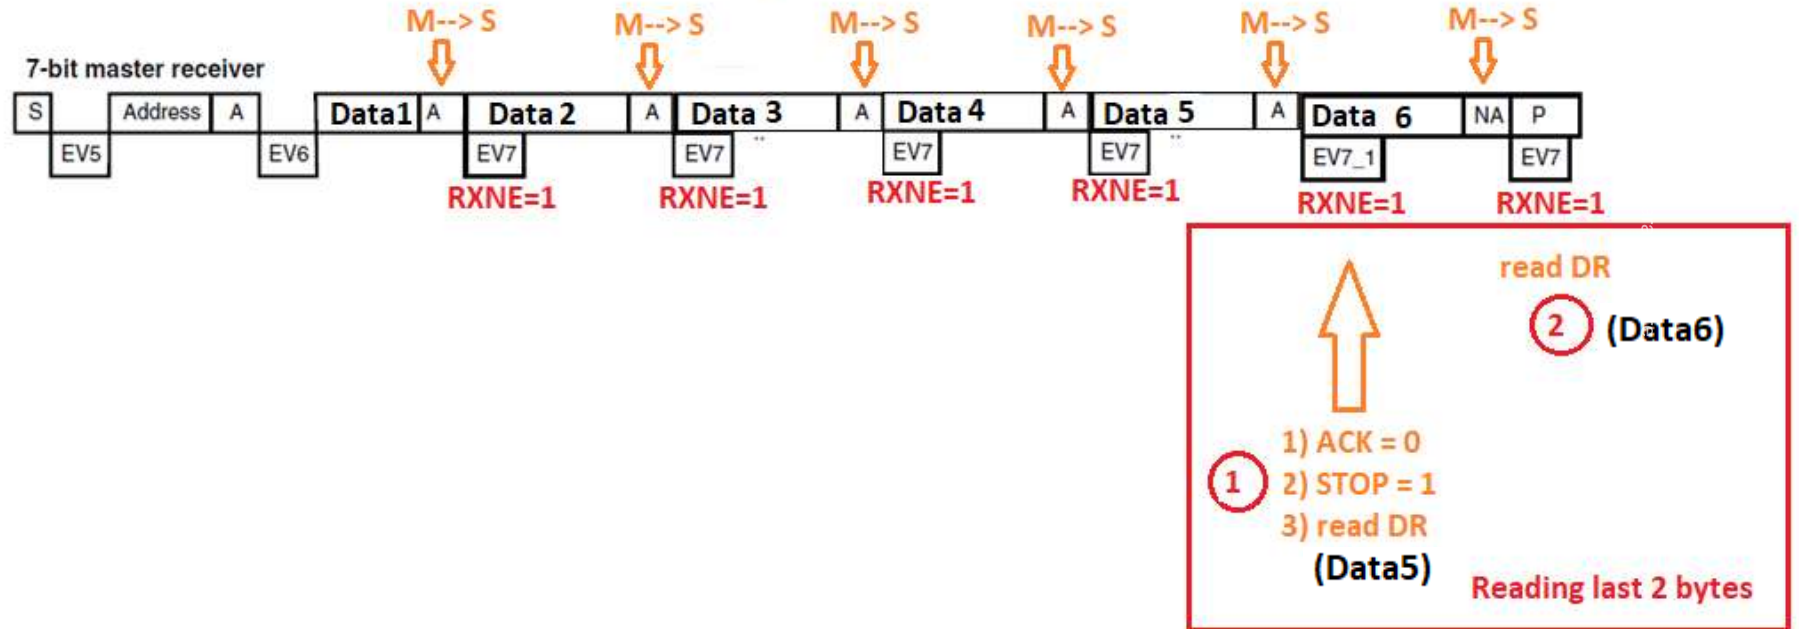 M--> S M--> S M--> S M--> S M--> S M--> S
7-bit master receiver
S Address A Data1 A Data 2 A Data 3 A Data 4 A Data 5 A Data 6 NA P
EV5 EV6 EV7 EV7 EV7 EV7 EV7_1 EV7
RXNE=1 RXNE=1 RXNE=1 RXNE=1 RXNE=1 RXNE=1
read DR
2 (Data6)
1) ACK = 0
1 2) STOP = 1
3) read DR
(Data5)
Reading last 2 bytes